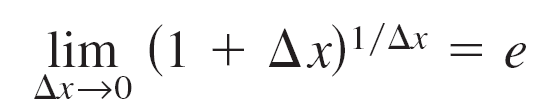 lim (1 + Δx)^{1/Δx} = e
Δx→0